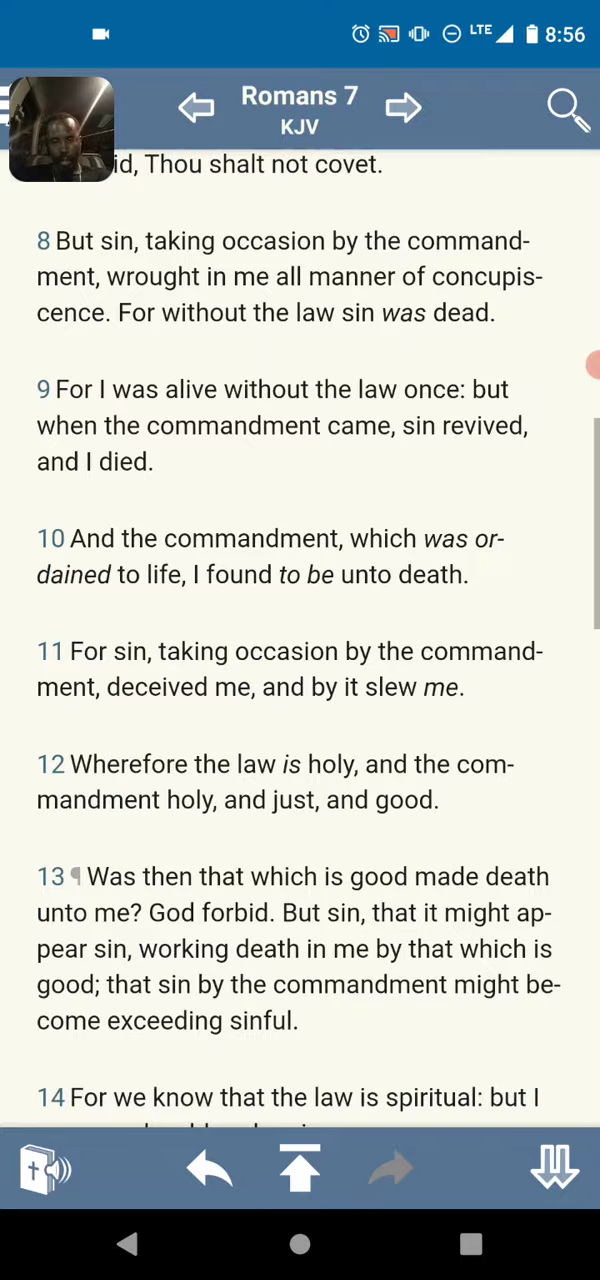 LTE 8:56
Romans 7
KJV
id, Thou shalt not covet.
8 But sin, taking occasion by the command-
ment, wrought in me all manner of concupis-
cence. For without the law sin was dead.
9 For I was alive without the law once: but
when the commandment came, sin revived,
and I died.
10 And the commandment, which was or-
dained to life, I found to be unto death.
11 For sin, taking occasion by the command-
ment, deceived me, and by it slew me.
12 Wherefore the law is holy, and the com-
mandment holy, and just, and good.
13 ¶ Was then that which is good made death
unto me? God forbid. But sin, that it might ap-
pear sin, working death in me by that which is
good; that sin by the commandment might be-
come exceeding sinful.
14 For we know that the law is spiritual: but I